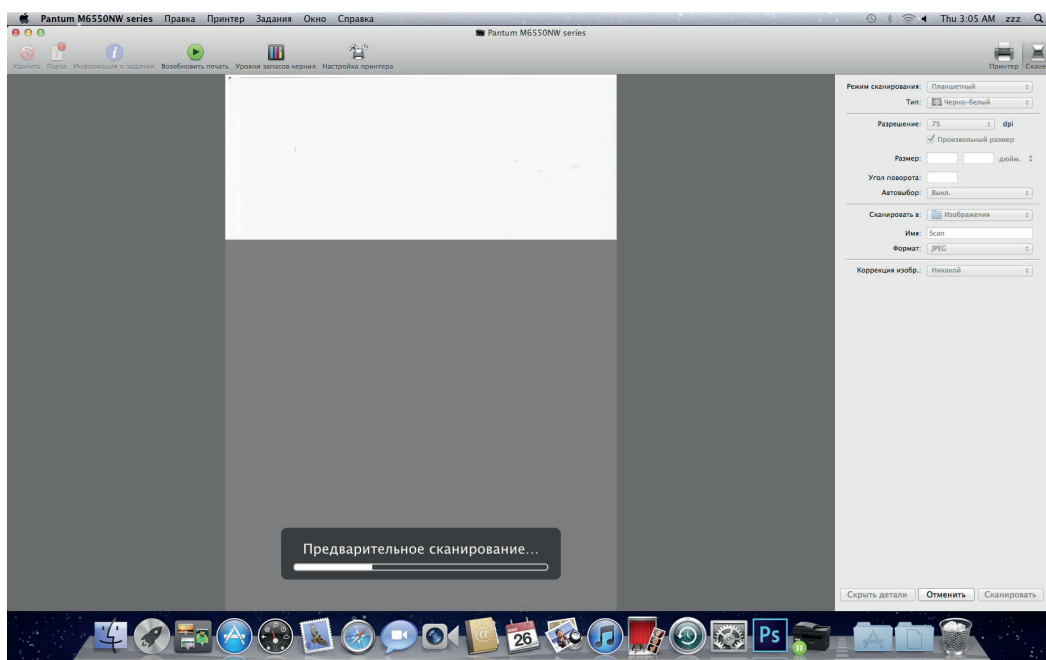 Pantum M6550NW series Правка Принтер Задания Окно Справка Thu 3:05 AM zzz
Pantum M6550NW series
Удалить Пауза Информация о задании Возобновить печать Уровни запасов чернил Настройка принтера Принтер Скане
Режим сканирования: Планшетный
Тип: Черно-белый
Разрешение: 75 dpi
Произвольный размер
Размер: дюйм.
Угол поворота:
Автовыбор: Выкл.
Сканировать в: Изображения
Имя: Scan
Формат: JPEG
Коррекция изобр.: Никакой
Предварительное сканирование...
Скрыть детали Отменить Сканировать
26
Ps